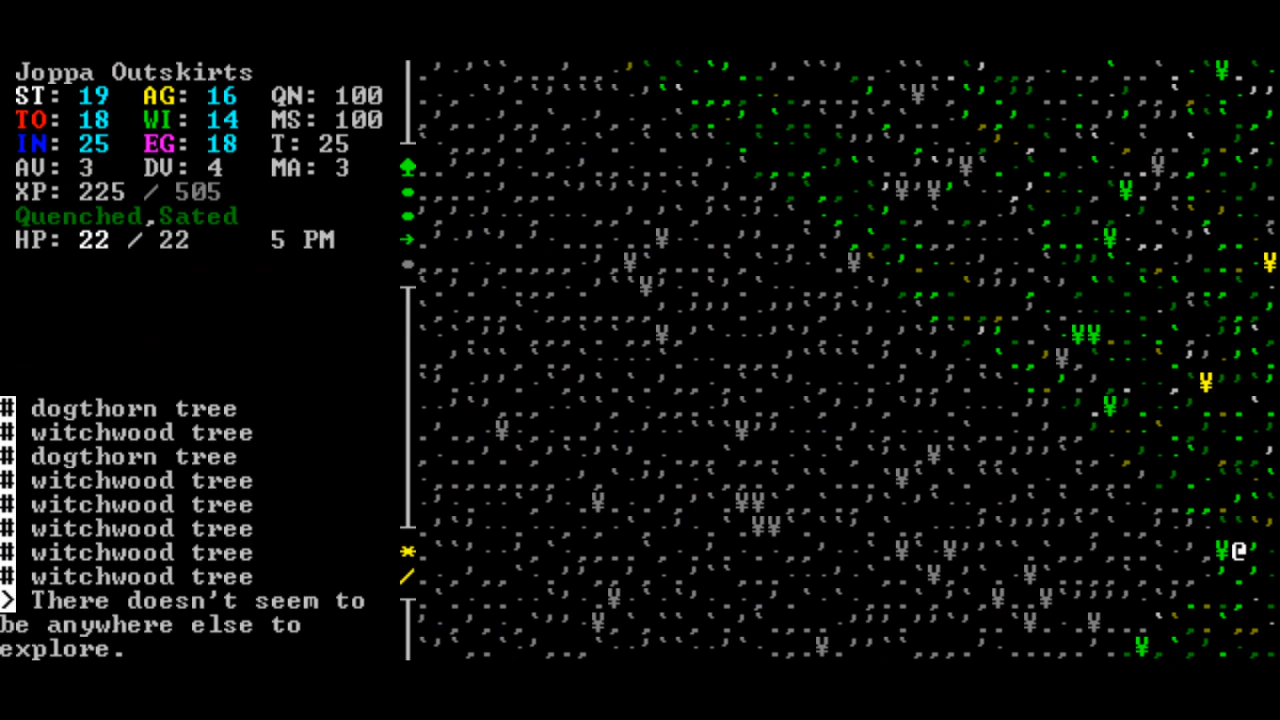 Joppa Outskirts
ST: 19 AG: 16 QN: 100
TO: 18 WI: 14 MS: 100
IN: 25 EG: 18 T: 25
AV: 3 DV: 4 MA: 3
XP: 225 / 505
Quenched,Sated
HP: 22 / 22 5 PM
# dogthorn tree
# witchwood tree
# dogthorn tree
# witchwood tree
# witchwood tree
# witchwood tree
# witchwood tree
# witchwood tree
> There doesn't seem to
be anywhere else to
explore.